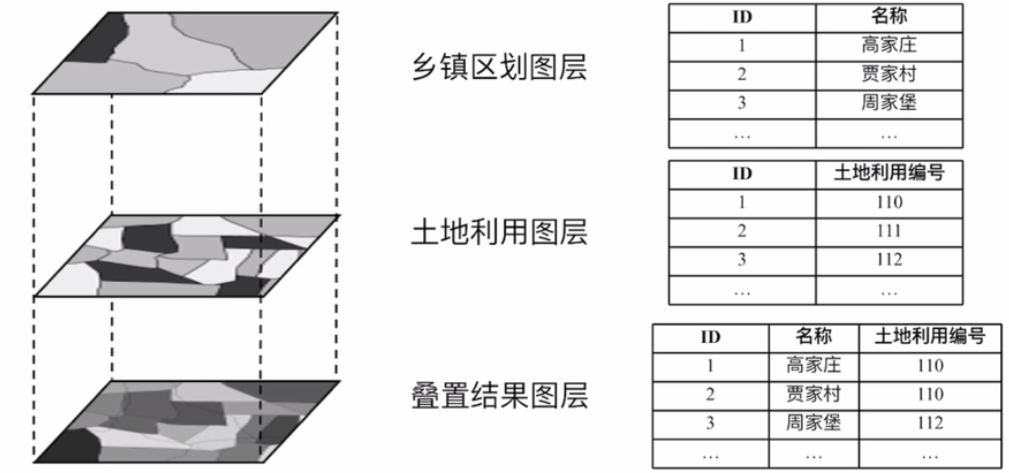 乡镇区划图层
ID 名称
1 高家庄
2 贾家村
3 周家堡
… …
土地利用图层
ID 土地利用编号
1 110
2 111
3 112
… …
叠置结果图层
ID 名称 土地利用编号
1 高家庄 110
2 贾家村 110
3 周家堡 112
… … …